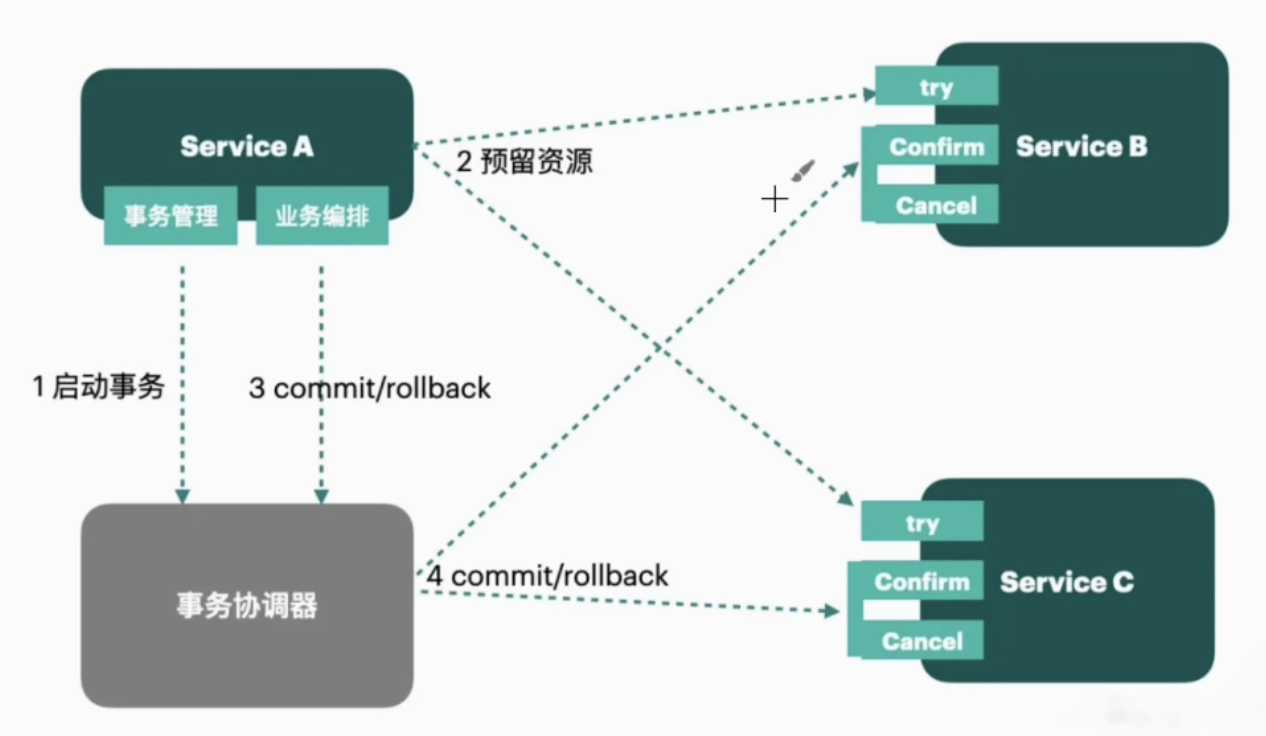 try
Service A
Confirm
Service B
2 预留资源
Cancel
事务管理
业务编排
1 启动事务
3 commit/rollback
try
4 commit/rollback
Confirm
Service C
事务协调器
Cancel